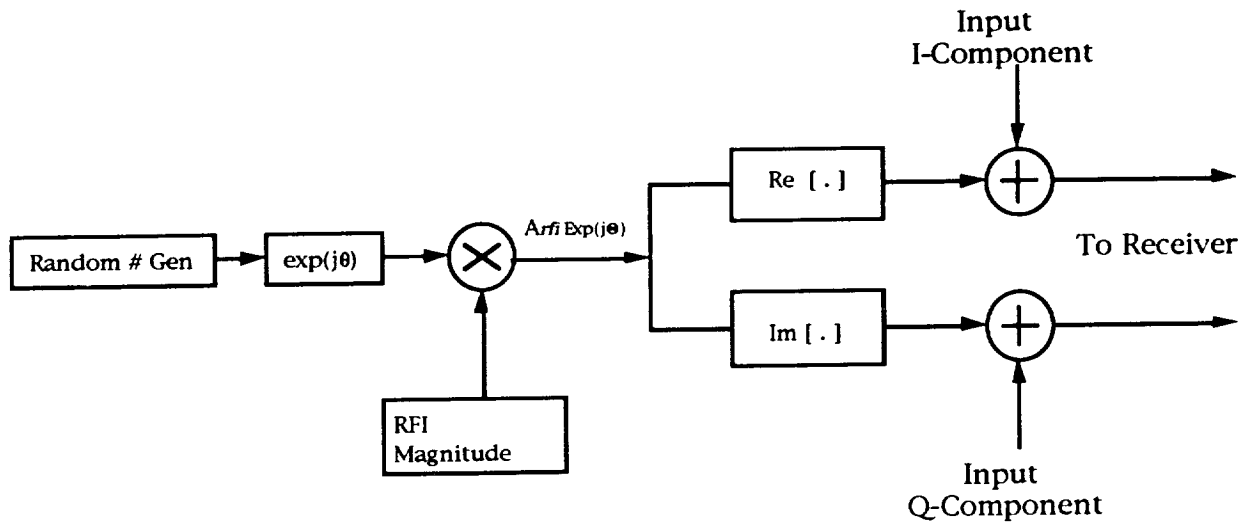 Input
I-Component
Re [ . ]
Arfi Exp(jΘ)
To Receiver
Random # Gen
exp(jθ)
Im [ . ]
RFI
Magnitude
Input
Q-Component